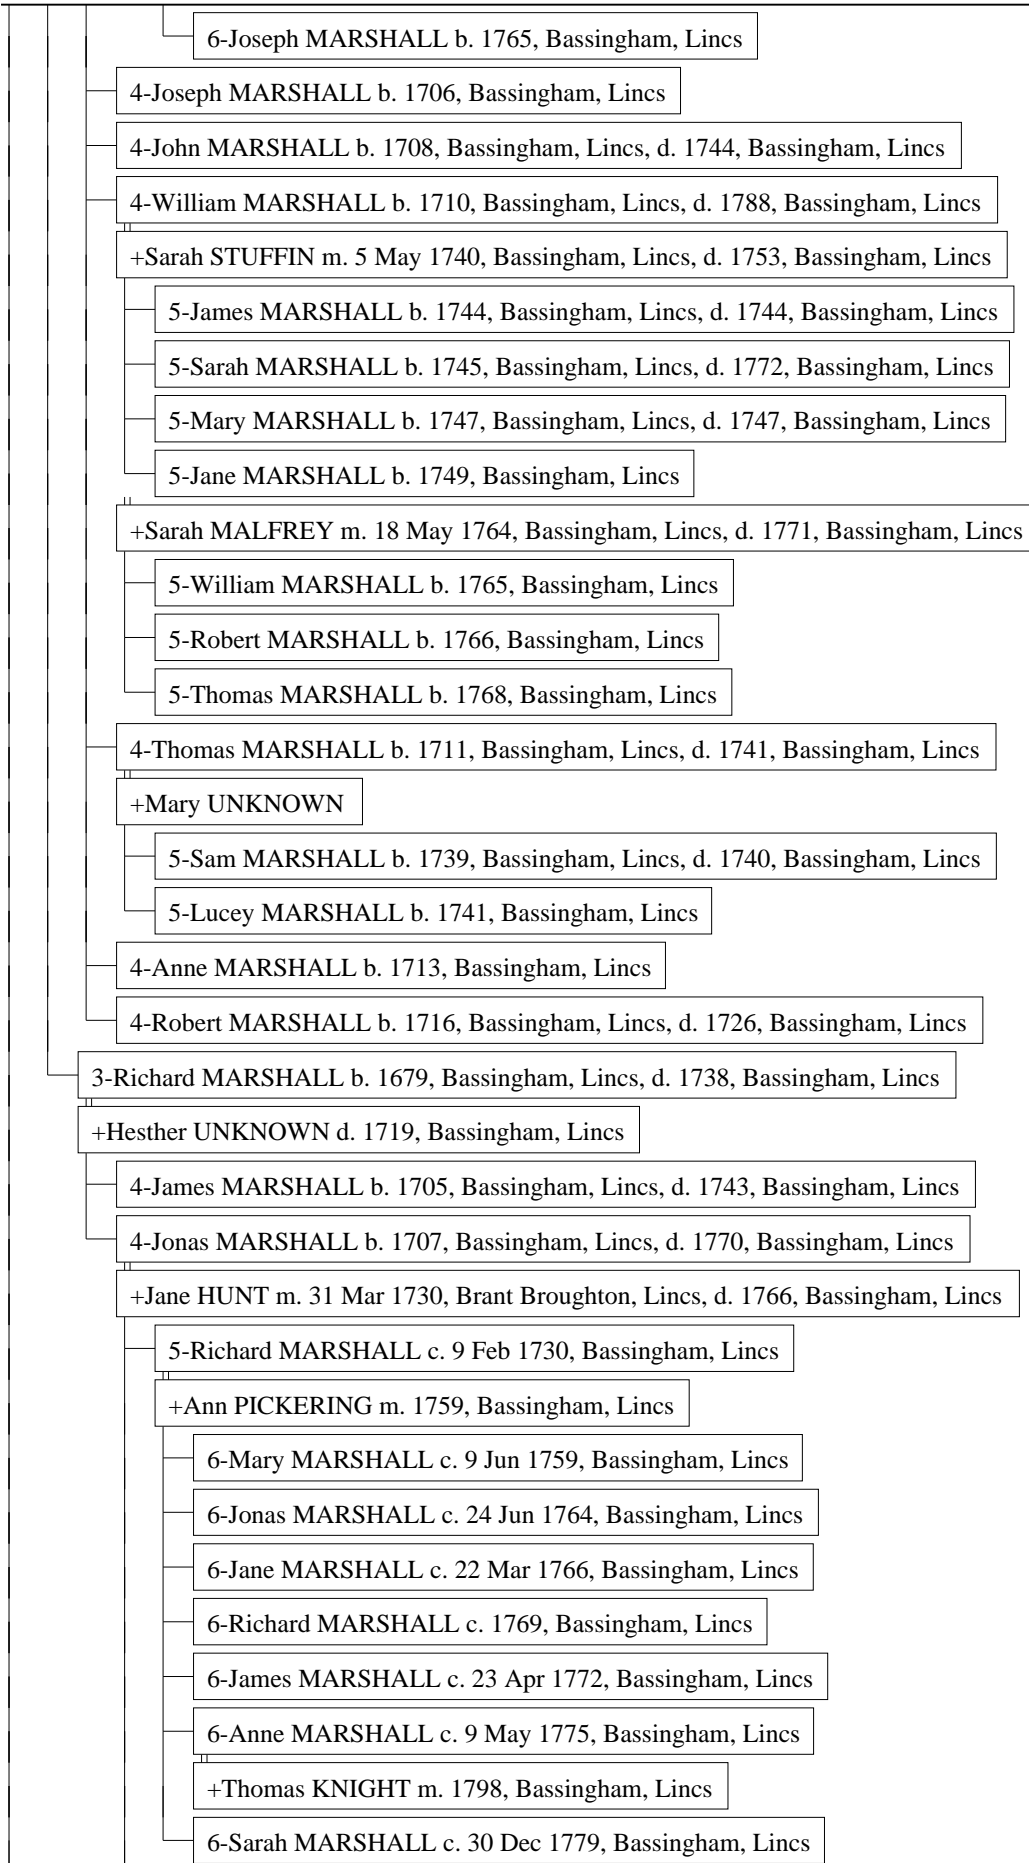 6-Joseph MARSHALL b. 1765, Bassingham, Lincs
4-Joseph MARSHALL b. 1706, Bassingham, Lincs
4-John MARSHALL b. 1708, Bassingham, Lincs, d. 1744, Bassingham, Lincs
4-William MARSHALL b. 1710, Bassingham, Lincs, d. 1788, Bassingham, Lincs
+Sarah STUFFIN m. 5 May 1740, Bassingham, Lincs, d. 1753, Bassingham, Lincs
5-James MARSHALL b. 1744, Bassingham, Lincs, d. 1744, Bassingham, Lincs
5-Sarah MARSHALL b. 1745, Bassingham, Lincs, d. 1772, Bassingham, Lincs
5-Mary MARSHALL b. 1747, Bassingham, Lincs, d. 1747, Bassingham, Lincs
5-Jane MARSHALL b. 1749, Bassingham, Lincs
+Sarah MALFREY m. 18 May 1764, Bassingham, Lincs, d. 1771, Bassingham, Lincs
5-William MARSHALL b. 1765, Bassingham, Lincs
5-Robert MARSHALL b. 1766, Bassingham, Lincs
5-Thomas MARSHALL b. 1768, Bassingham, Lincs
4-Thomas MARSHALL b. 1711, Bassingham, Lincs, d. 1741, Bassingham, Lincs
+Mary UNKNOWN
5-Sam MARSHALL b. 1739, Bassingham, Lincs, d. 1740, Bassingham, Lincs
5-Lucey MARSHALL b. 1741, Bassingham, Lincs
4-Anne MARSHALL b. 1713, Bassingham, Lincs
4-Robert MARSHALL b. 1716, Bassingham, Lincs, d. 1726, Bassingham, Lincs
3-Richard MARSHALL b. 1679, Bassingham, Lincs, d. 1738, Bassingham, Lincs
+Hesther UNKNOWN d. 1719, Bassingham, Lincs
4-James MARSHALL b. 1705, Bassingham, Lincs, d. 1743, Bassingham, Lincs
4-Jonas MARSHALL b. 1707, Bassingham, Lincs, d. 1770, Bassingham, Lincs
+Jane HUNT m. 31 Mar 1730, Brant Broughton, Lincs, d. 1766, Bassingham, Lincs
5-Richard MARSHALL c. 9 Feb 1730, Bassingham, Lincs
+Ann PICKERING m. 1759, Bassingham, Lincs
6-Mary MARSHALL c. 9 Jun 1759, Bassingham, Lincs
6-Jonas MARSHALL c. 24 Jun 1764, Bassingham, Lincs
6-Jane MARSHALL c. 22 Mar 1766, Bassingham, Lincs
6-Richard MARSHALL c. 1769, Bassingham, Lincs
6-James MARSHALL c. 23 Apr 1772, Bassingham, Lincs
6-Anne MARSHALL c. 9 May 1775, Bassingham, Lincs
+Thomas KNIGHT m. 1798, Bassingham, Lincs
6-Sarah MARSHALL c. 30 Dec 1779, Bassingham, Lincs